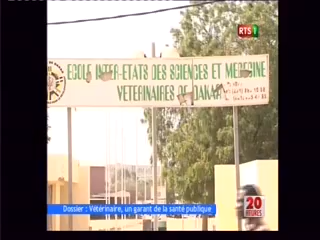 RTS1
ECOLE INTER-ETATS DES SCIENCES ET MEDECINE
VETERINAIRES DE DAKAR
Dossier : Vétérinaire, un garant de la santé publique
20
HEURES